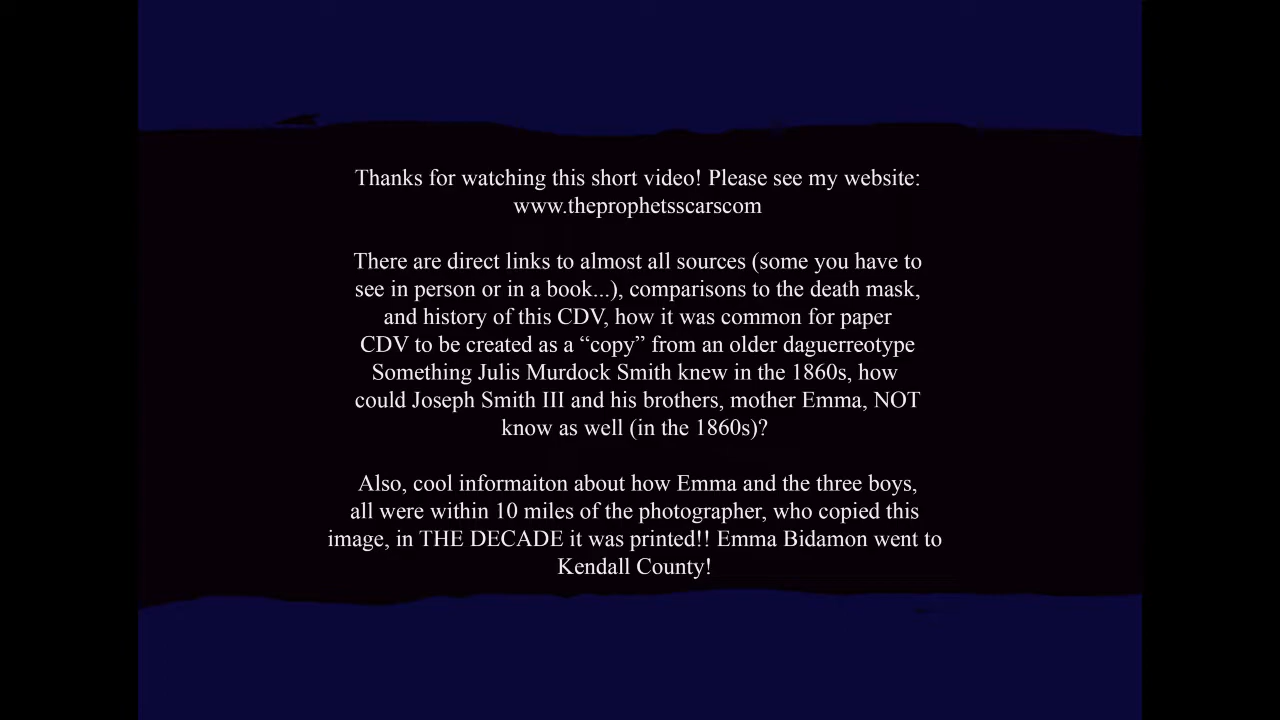 Thanks for watching this short video! Please see my website:
www.theprophetsscarscom
There are direct links to almost all sources (some you have to
see in person or in a book...), comparisons to the death mask,
and history of this CDV, how it was common for paper
CDV to be created as a “copy” from an older daguerreotype
Something Julis Murdock Smith knew in the 1860s, how
could Joseph Smith III and his brothers, mother Emma, NOT
know as well (in the 1860s)?
Also, cool informaiton about how Emma and the three boys,
all were within 10 miles of the photographer, who copied this
image, in THE DECADE it was printed!! Emma Bidamon went to
Kendall County!